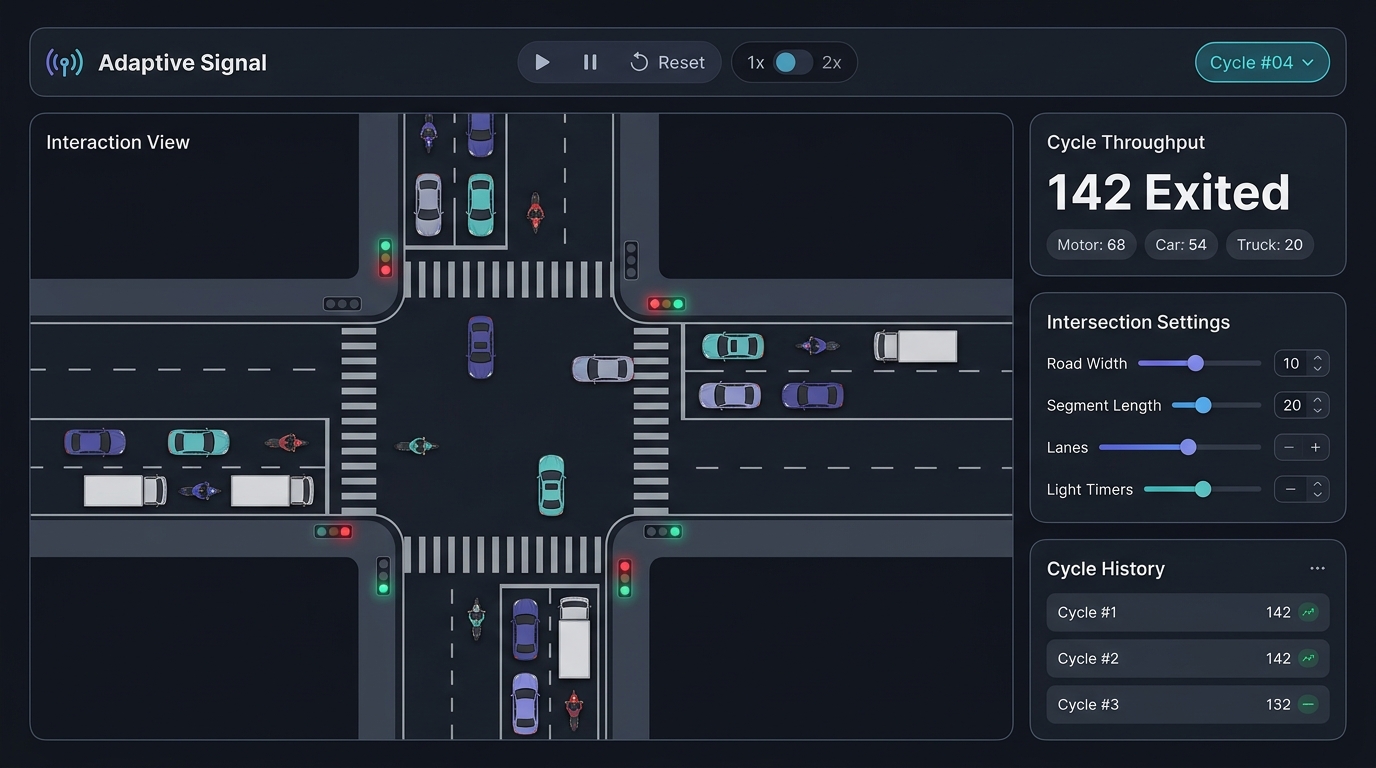 Adaptive Signal
Reset
1x 2x
Cycle #04
Interaction View
Cycle Throughput
142 Exited
Motor: 68 Car: 54 Truck: 20
Intersection Settings
Road Width 10
Segment Length 20
Lanes − +
Light Timers −
Cycle History
Cycle #1 142
Cycle #2 142
Cycle #3 132